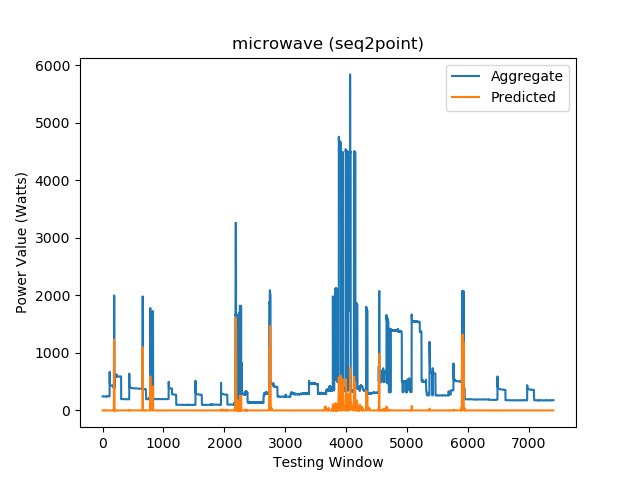 microwave (seq2point)
Aggregate
Predicted
Power Value (Watts)
6000
5000
4000
3000
2000
1000
0
0 1000 2000 3000 4000 5000 6000 7000
Testing Window